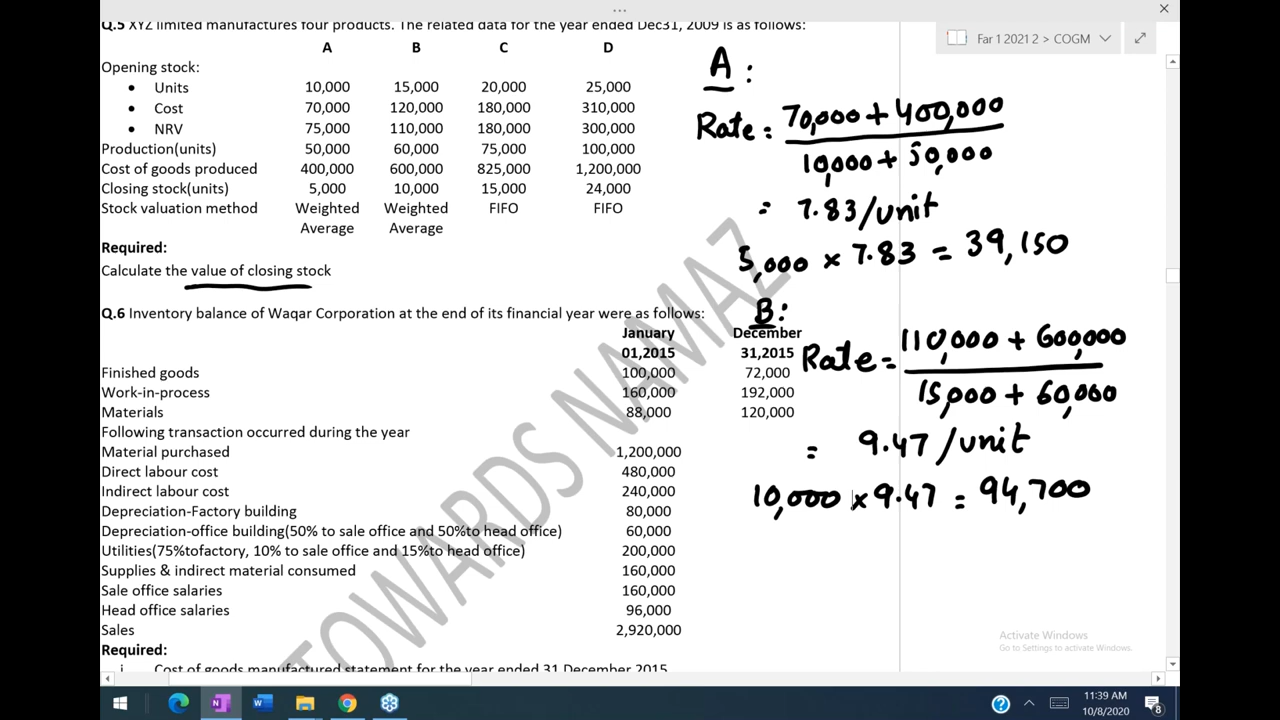 Q.5 XYZ limited manufactures four products. The related data for the year ended Dec31, 2009 is as follows:
A B C D
Opening stock:
• Units 10,000 15,000 20,000 25,000
• Cost 70,000 120,000 180,000 310,000
• NRV 75,000 110,000 180,000 300,000
Production(units) 50,000 60,000 75,000 100,000
Cost of goods produced 400,000 600,000 825,000 1,200,000
Closing stock(units) 5,000 10,000 15,000 24,000
Stock valuation method Weighted Average Weighted Average FIFO FIFO
Required:
Calculate the value of closing stock
Q.6 Inventory balance of Waqar Corporation at the end of its financial year were as follows:
January December
01,2015 31,2015
Finished goods 100,000 72,000
Work-in-process 160,000 192,000
Materials 88,000 120,000
Following transaction occurred during the year
Material purchased 1,200,000
Direct labour cost 480,000
Indirect labour cost 240,000
Depreciation-Factory building 80,000
Depreciation-office building(50% to sale office and 50%to head office) 60,000
Utilities(75%tofactory, 10% to sale office and 15%to head office) 200,000
Supplies & indirect material consumed 160,000
Sale office salaries 160,000
Head office salaries 96,000
Sales 2,920,000
Required:
i. Cost of goods manufactured statement for the year ended 31 December 2015
TOWARDS NAMAZ
Far 1 2021 2 > COGM
A:
Rate = 70,000 + 400,000
10,000 + 50,000
= 7.83/unit
5,000 × 7.83 = 39,150
B:
Rate = 110,000 + 600,000
15,000 + 60,000
= 9.47/unit
10,000 × 9.47 = 94,700
Activate Windows
Go to Settings to activate Windows.
11:39 AM
10/8/2020
8